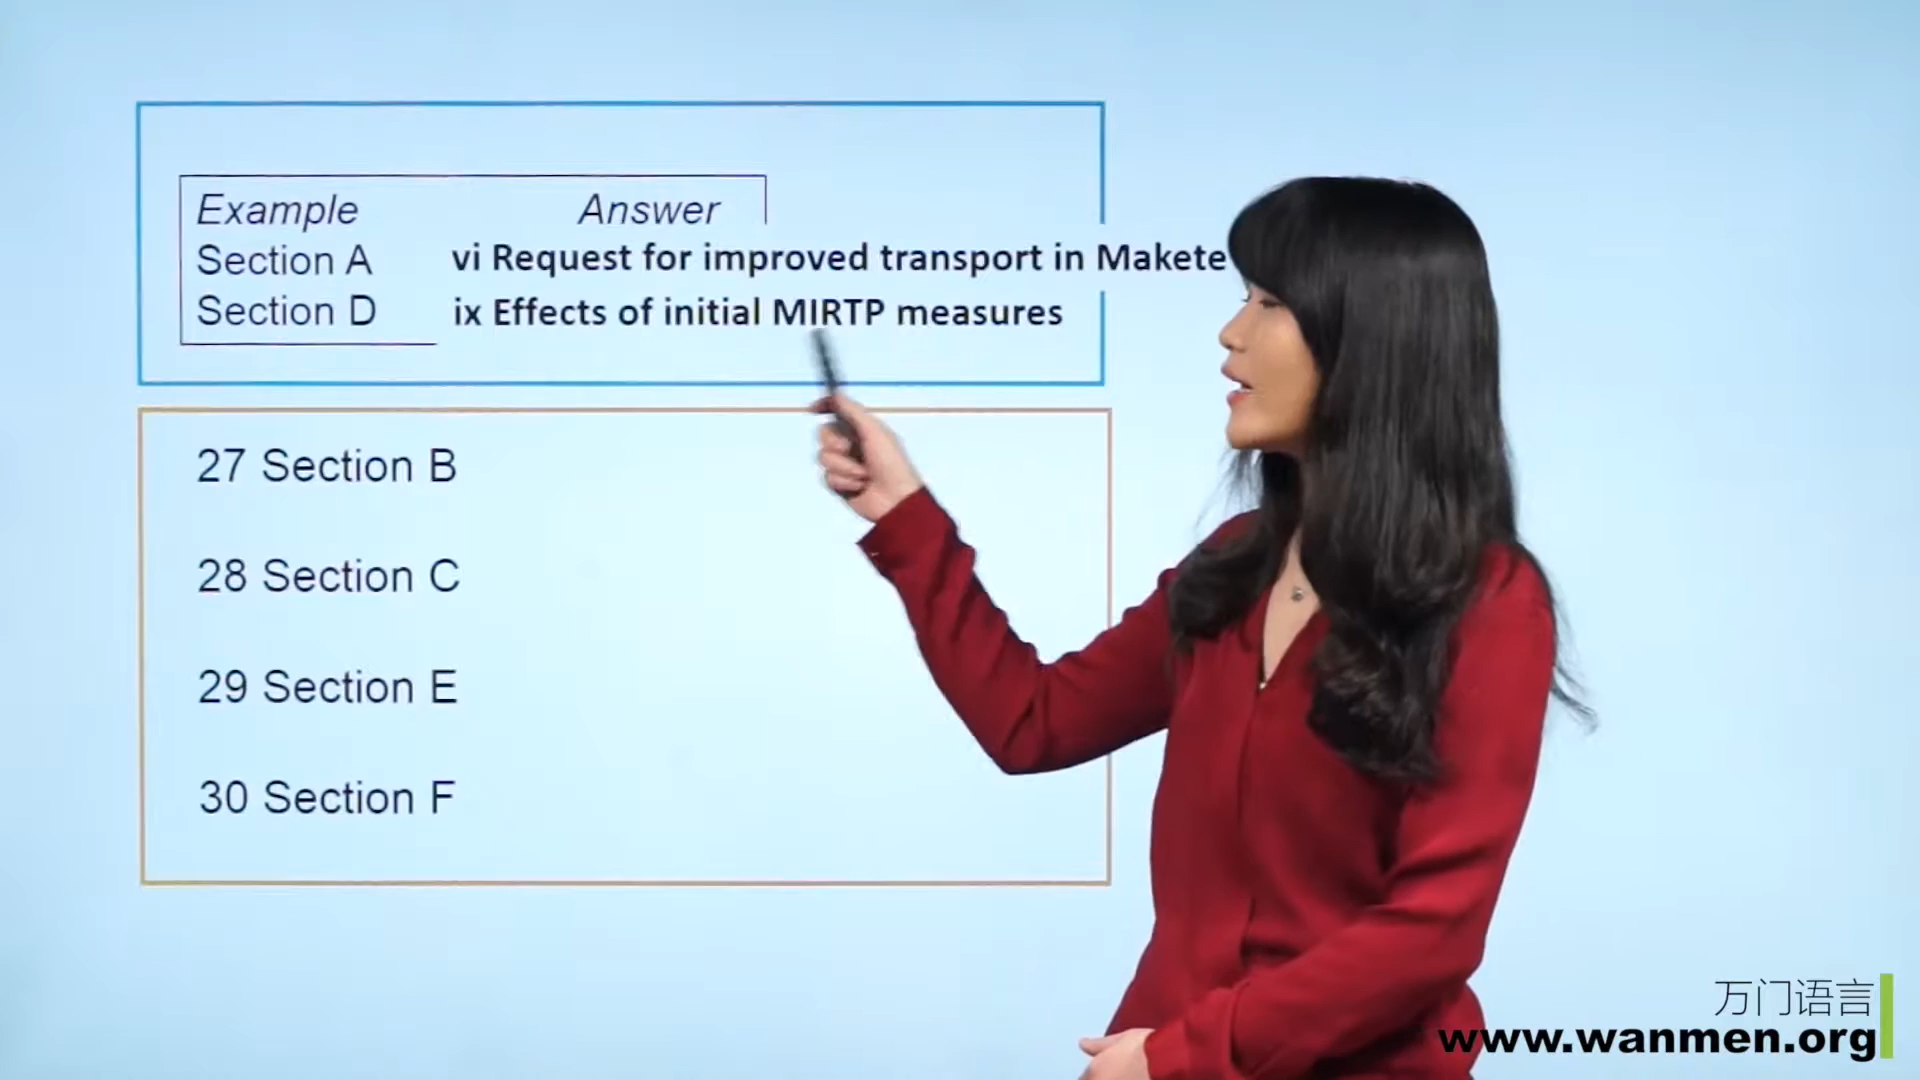 Example Answer
Section A vi Request for improved transport in Makete
Section D ix Effects of initial MIRTP measures
27 Section B
28 Section C
29 Section E
30 Section F
万门语言
www.wanmen.org